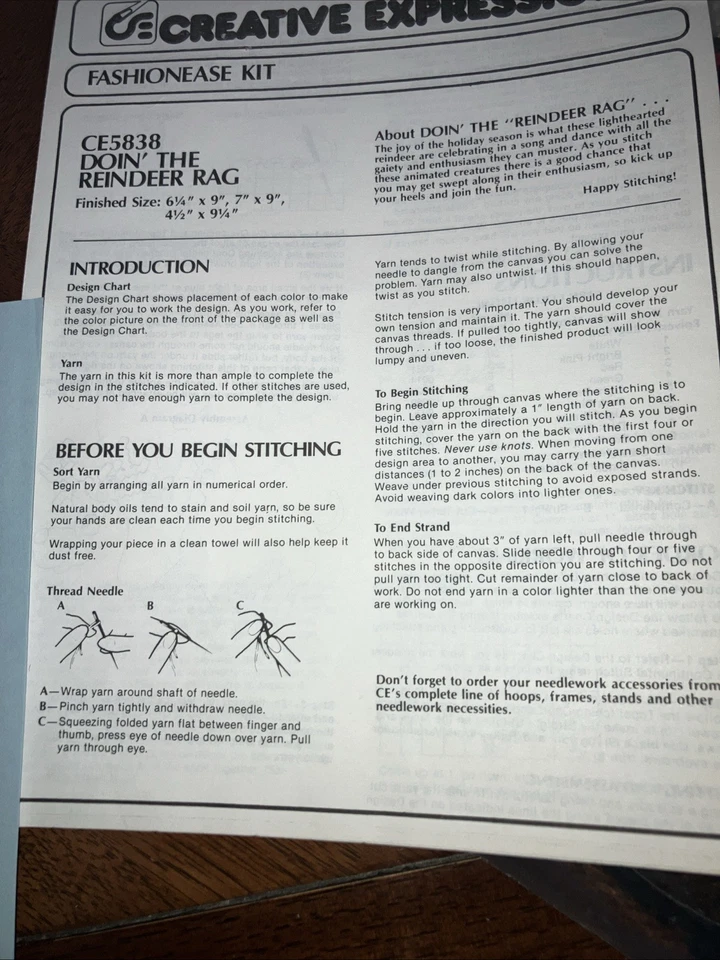 CE CREATIVE EXPRESSIO
FASHIONEASE KIT
CE5838
DOIN' THE
REINDEER RAG
Finished Size: 6¼" x 9", 7" x 9",
4½" x 9¼"
About DOIN' THE "REINDEER RAG" . . .
The joy of the holiday season is what these lighthearted
reindeer are celebrating in a song and dance with all the
gaiety and enthusiasm they can muster. As you stitch
these animated creatures there is a good chance that
you may get swept along in their enthusiasm, so kick up
your heels and join the fun.
Happy Stitching!
INTRODUCTION
Design Chart
The Design Chart shows placement of each color to make
it easy for you to work the design. As you work, refer to
the color picture on the front of the package as well as
the Design Chart.
Yarn
The yarn in this kit is more than ample to complete the
design in the stitches indicated. If other stitches are used,
you may not have enough yarn to complete the design.
BEFORE YOU BEGIN STITCHING
Sort Yarn
Begin by arranging all yarn in numerical order.
Natural body oils tend to stain and soil yarn, so be sure
your hands are clean each time you begin stitching.
Wrapping your piece in a clean towel will also help keep it
dust free.
Thread Needle
A B C
A—Wrap yarn around shaft of needle.
B—Pinch yarn tightly and withdraw needle.
C—Squeezing folded yarn flat between finger and
thumb, press eye of needle down over yarn. Pull
yarn through eye.
Yarn tends to twist while stitching. By allowing your
needle to dangle from the canvas you can solve the
problem. Yarn may also untwist. If this should happen,
twist as you stitch.
Stitch tension is very important. You should develop your
own tension and maintain it. The yarn should cover the
canvas threads. If pulled too tightly, canvas will show
through . . . if too loose, the finished product will look
lumpy and uneven.
To Begin Stitching
Bring needle up through canvas where the stitching is to
begin. Leave approximately a 1" length of yarn on back.
Hold the yarn in the direction you will stitch. As you begin
stitching, cover the yarn on the back with the first four or
five stitches. Never use knots. When moving from one
design area to another, you may carry the yarn short
distances (1 to 2 inches) on the back of the canvas.
Weave under previous stitching to avoid exposed strands.
Avoid weaving dark colors into lighter ones.
To End Strand
When you have about 3" of yarn left, pull needle through
to back side of canvas. Slide needle through four or five
stitches in the opposite direction you are stitching. Do not
pull yarn too tight. Cut remainder of yarn close to back of
work. Do not end yarn in a color lighter than the one you
are working on.
Don't forget to order your needlework accessories from
CE's complete line of hoops, frames, stands and other
needlework necessities.